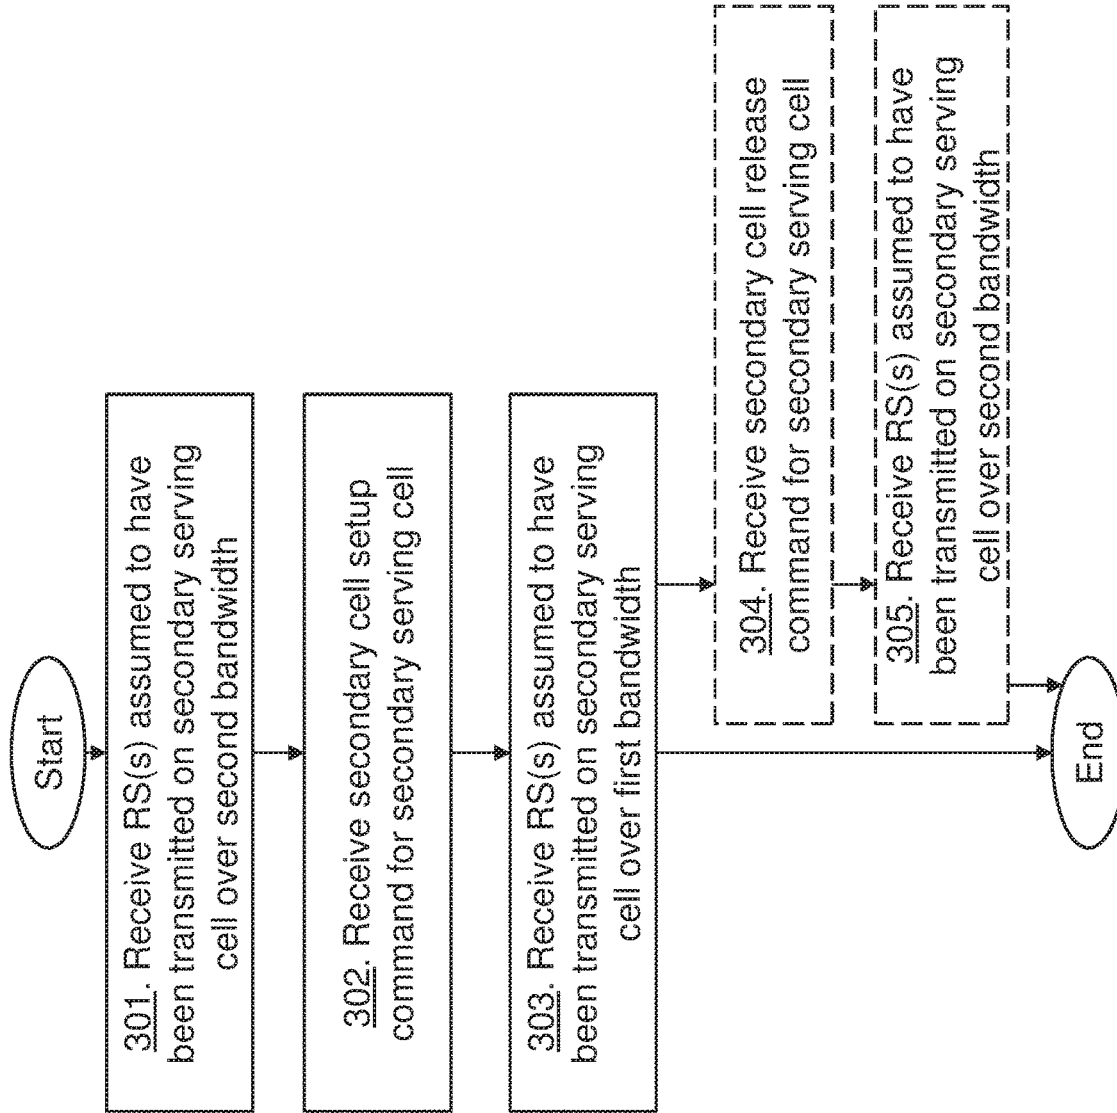 Start
301. Receive RS(s) assumed to have
been transmitted on secondary serving
cell over second bandwidth
302. Receive secondary cell setup
command for secondary serving cell
303. Receive RS(s) assumed to have
been transmitted on secondary serving
cell over first bandwidth
304. Receive secondary cell release
command for secondary serving cell
305. Receive RS(s) assumed to have
been transmitted on secondary serving
cell over second bandwidth
End